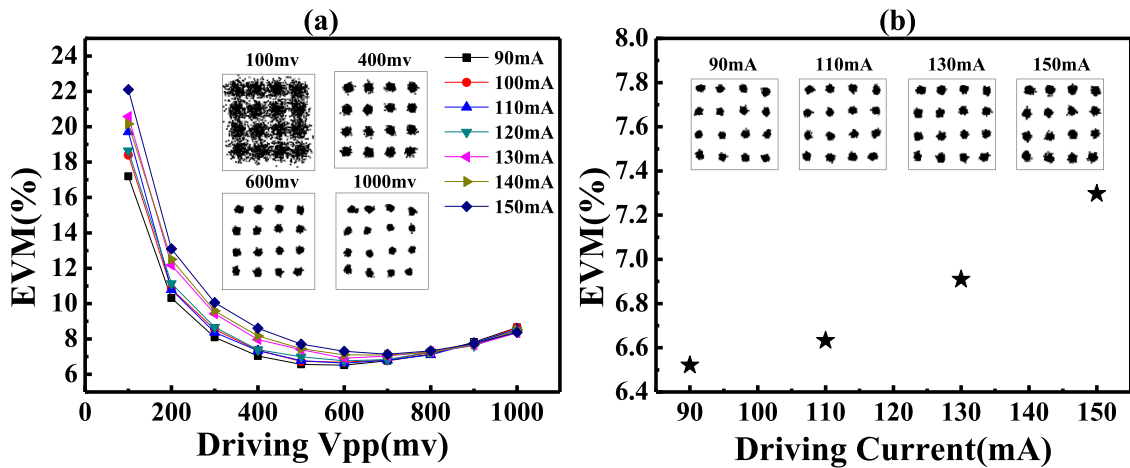 (a)
EVM(%)
24
22
20
18
16
14
12
10
8
6
0 200 400 600 800 1000
Driving Vpp(mv)
100mv 400mv
600mv 1000mv
90mA
100mA
110mA
120mA
130mA
140mA
150mA
(b)
EVM(%)
8.0
7.8
7.6
7.4
7.2
7.0
6.8
6.6
6.4
90 100 110 120 130 140 150
Driving Current(mA)
90mA 110mA 130mA 150mA